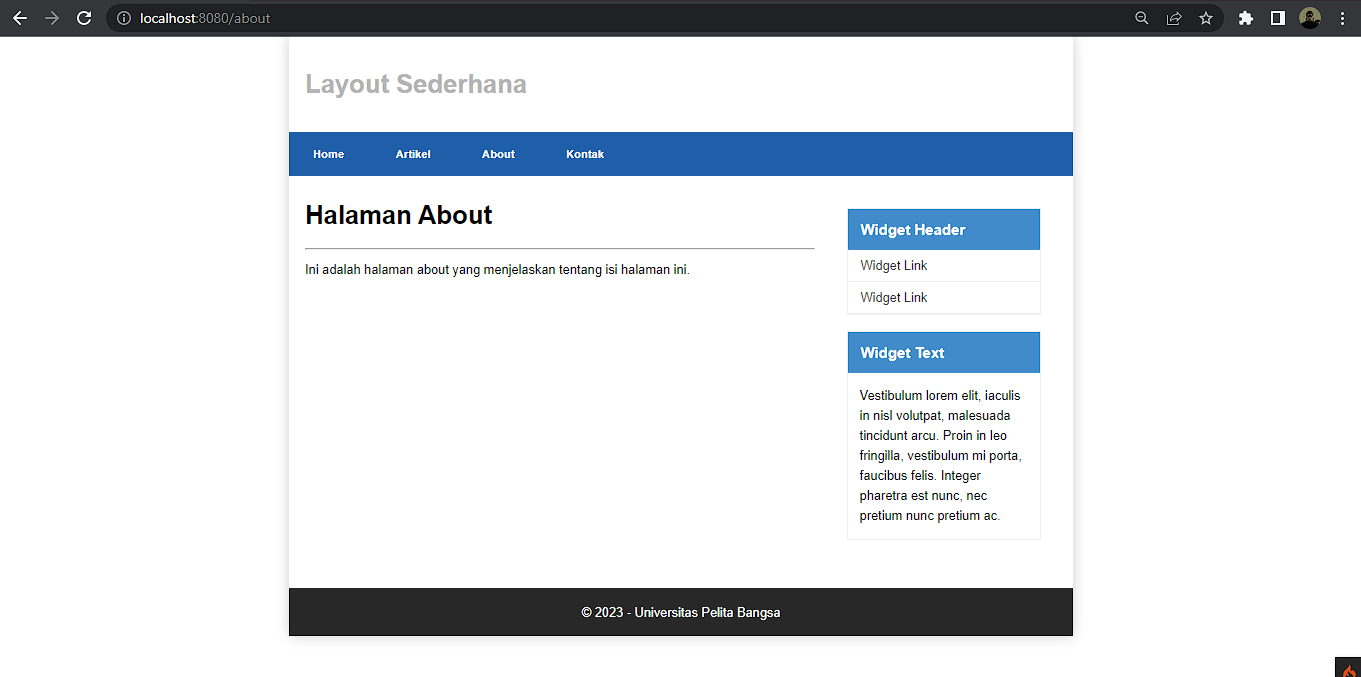 localhost:8080/about
Layout Sederhana
Home Artikel About Kontak
Halaman About
Ini adalah halaman about yang menjelaskan tentang isi halaman ini.
Widget Header
Widget Link
Widget Link
Widget Text
Vestibulum lorem elit, iaculis
in nisl volutpat, malesuada
tincidunt arcu. Proin in leo
fringilla, vestibulum mi porta,
faucibus felis. Integer
pharetra est nunc, nec
pretium nunc pretium ac.
© 2023 - Universitas Pelita Bangsa